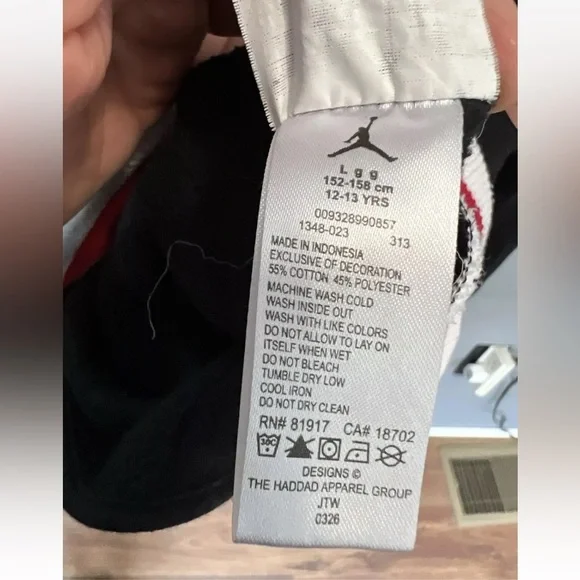 L g g
152-158 cm
12-13 YRS
009328990857
1348-023 313
MADE IN INDONESIA
EXCLUSIVE OF DECORATION
55% COTTON 45% POLYESTER
MACHINE WASH COLD
WASH INSIDE OUT
WASH WITH LIKE COLORS
DO NOT ALLOW TO LAY ON
ITSELF WHEN WET
DO NOT BLEACH
TUMBLE DRY LOW
COOL IRON
DO NOT DRY CLEAN
RN# 81917 CA# 18702
30C
DESIGNS ©
THE HADDAD APPAREL GROUP
JTW
0326